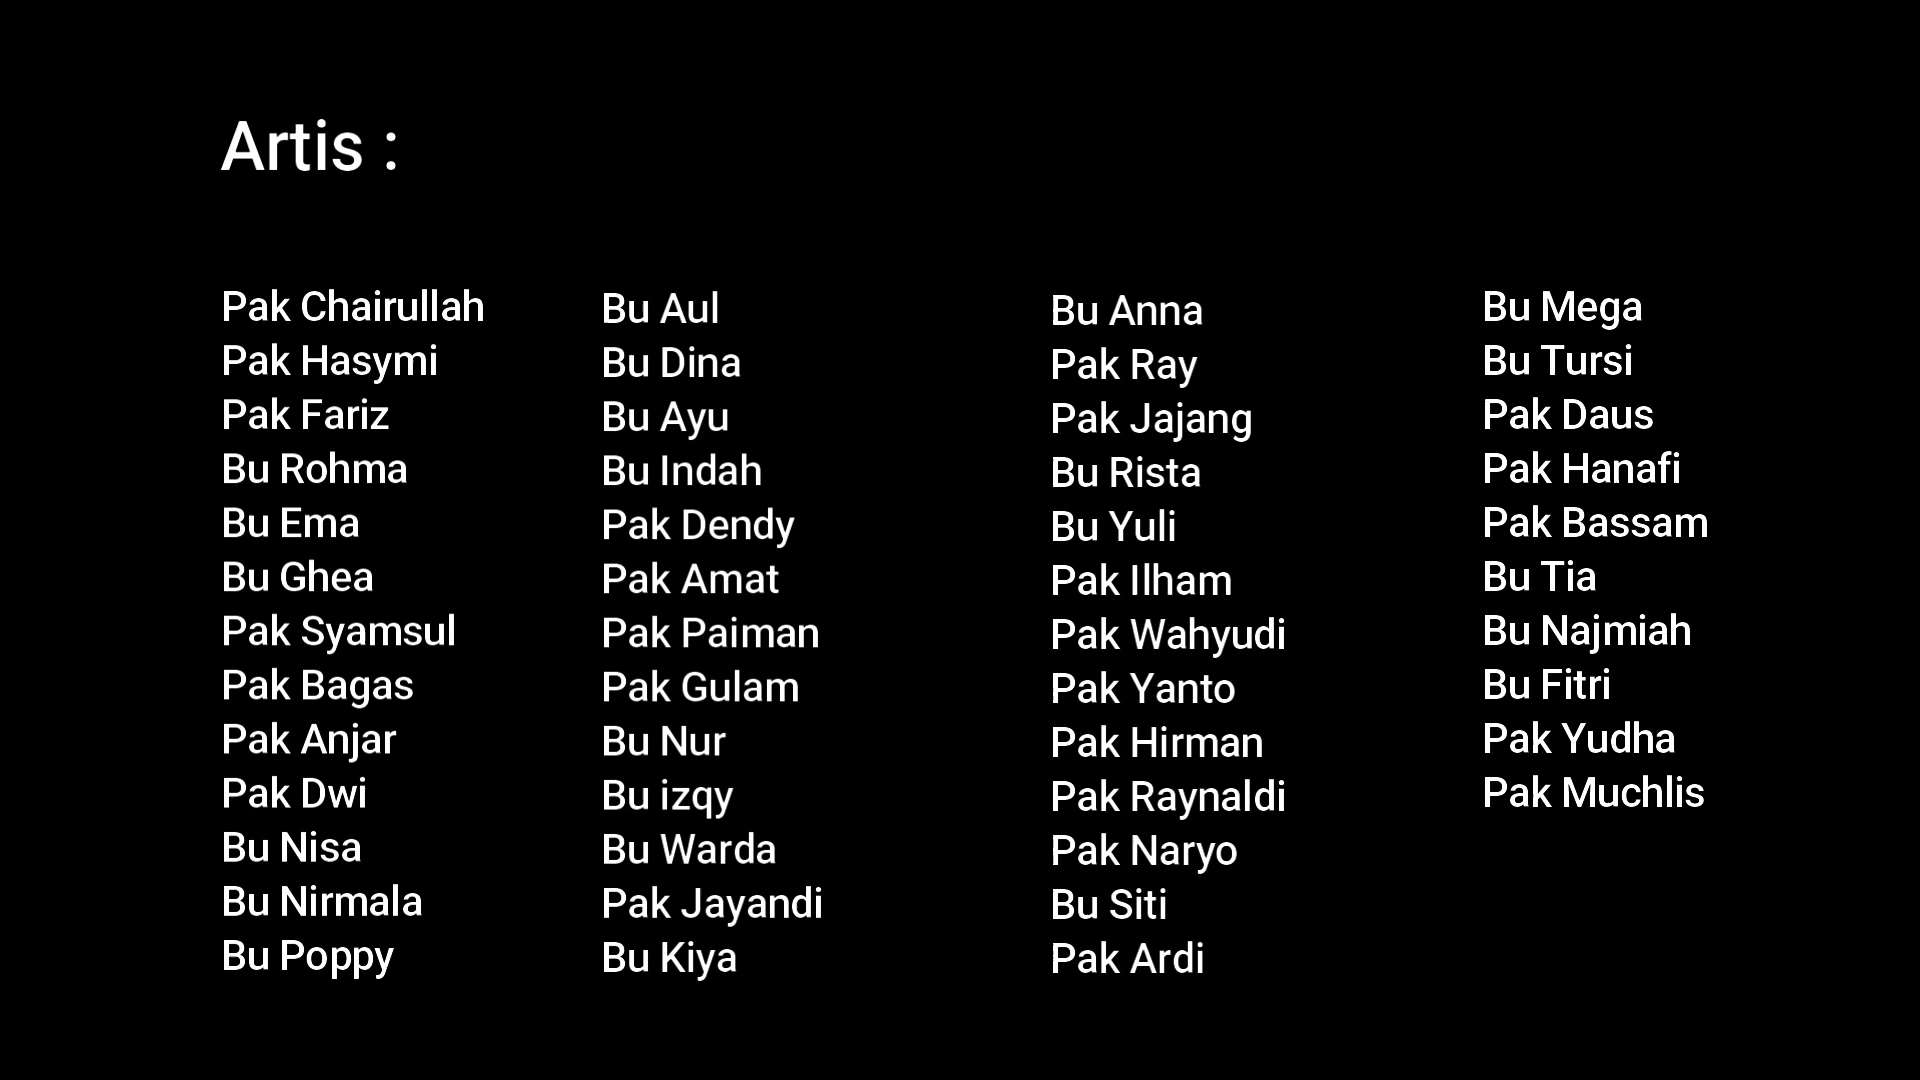 Artis :
Pak Chairullah
Pak Hasymi
Pak Fariz
Bu Rohma
Bu Ema
Bu Ghea
Pak Syamsul
Pak Bagas
Pak Anjar
Pak Dwi
Bu Nisa
Bu Nirmala
Bu Poppy
Bu Aul
Bu Dina
Bu Ayu
Bu Indah
Pak Dendy
Pak Amat
Pak Paiman
Pak Gulam
Bu Nur
Bu izqy
Bu Warda
Pak Jayandi
Bu Kiya
Bu Anna
Pak Ray
Pak Jajang
Bu Rista
Bu Yuli
Pak Ilham
Pak Wahyudi
Pak Yanto
Pak Hirman
Pak Raynaldi
Pak Naryo
Bu Siti
Pak Ardi
Bu Mega
Bu Tursi
Pak Daus
Pak Hanafi
Pak Bassam
Bu Tia
Bu Najmiah
Bu Fitri
Pak Yudha
Pak Muchlis